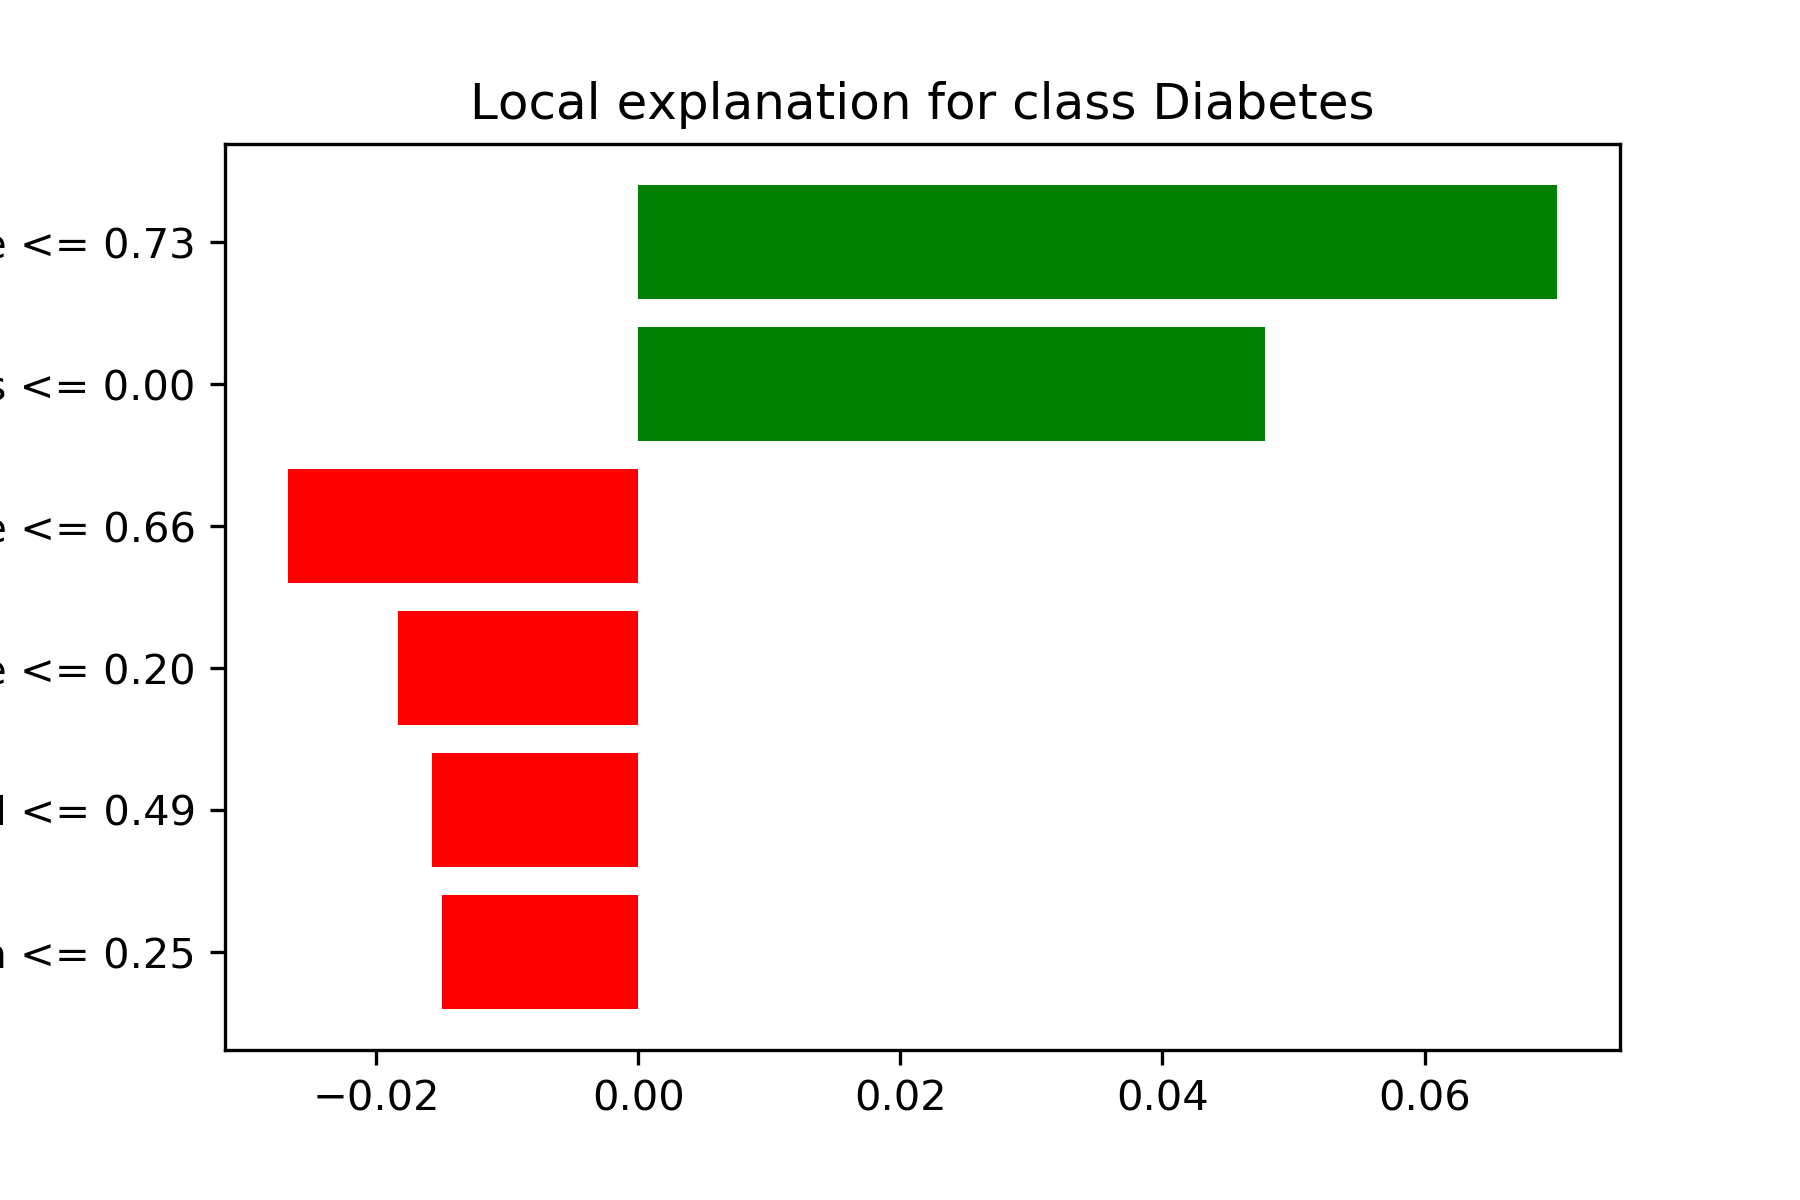 Local explanation for class Diabetes
e <= 0.73
s <= 0.00
e <= 0.66
e <= 0.20
l <= 0.49
n <= 0.25
−0.02 0.00 0.02 0.04 0.06